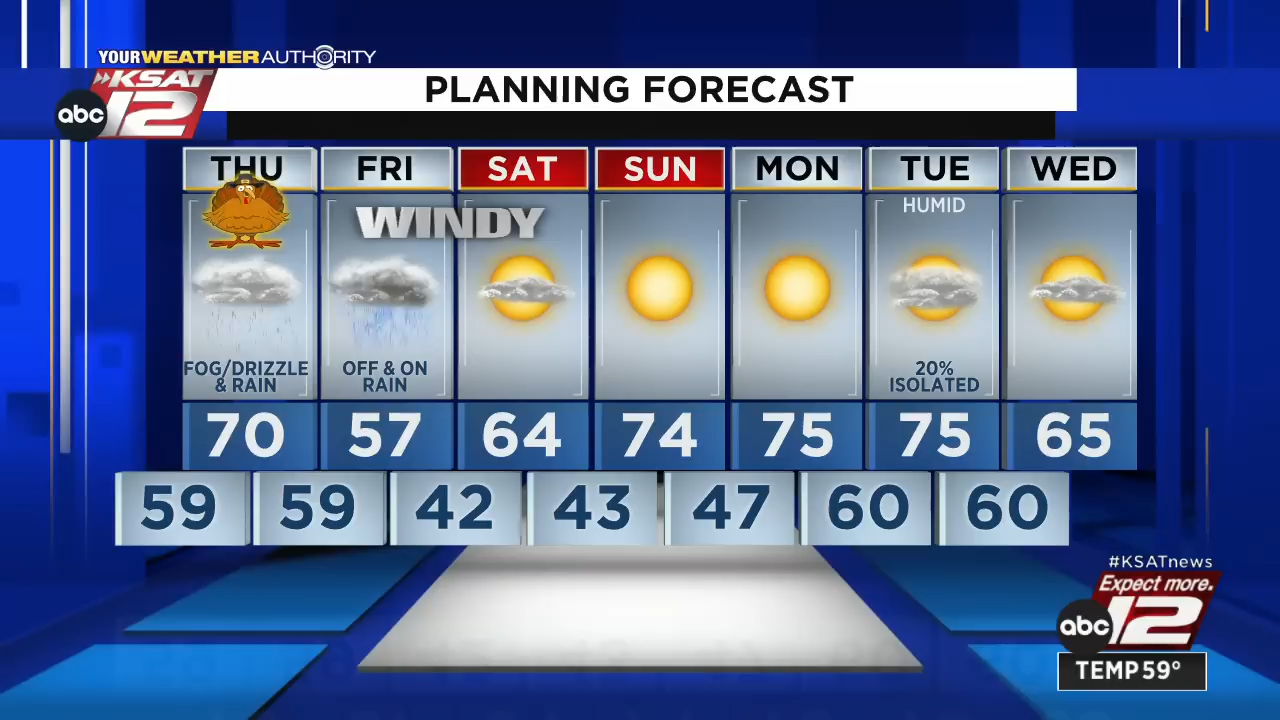 YOURWEATHERAUTHORITY
KSAT
abc 12
PLANNING FORECAST
THU FRI SAT SUN MON TUE WED
WINDY
HUMID
FOG/DRIZZLE
& RAIN
OFF & ON
RAIN
20%
ISOLATED
70 57 64 74 75 75 65
59 59 42 43 47 60 60
#KSATnews
Expect more.
abc 12
TEMP 59°